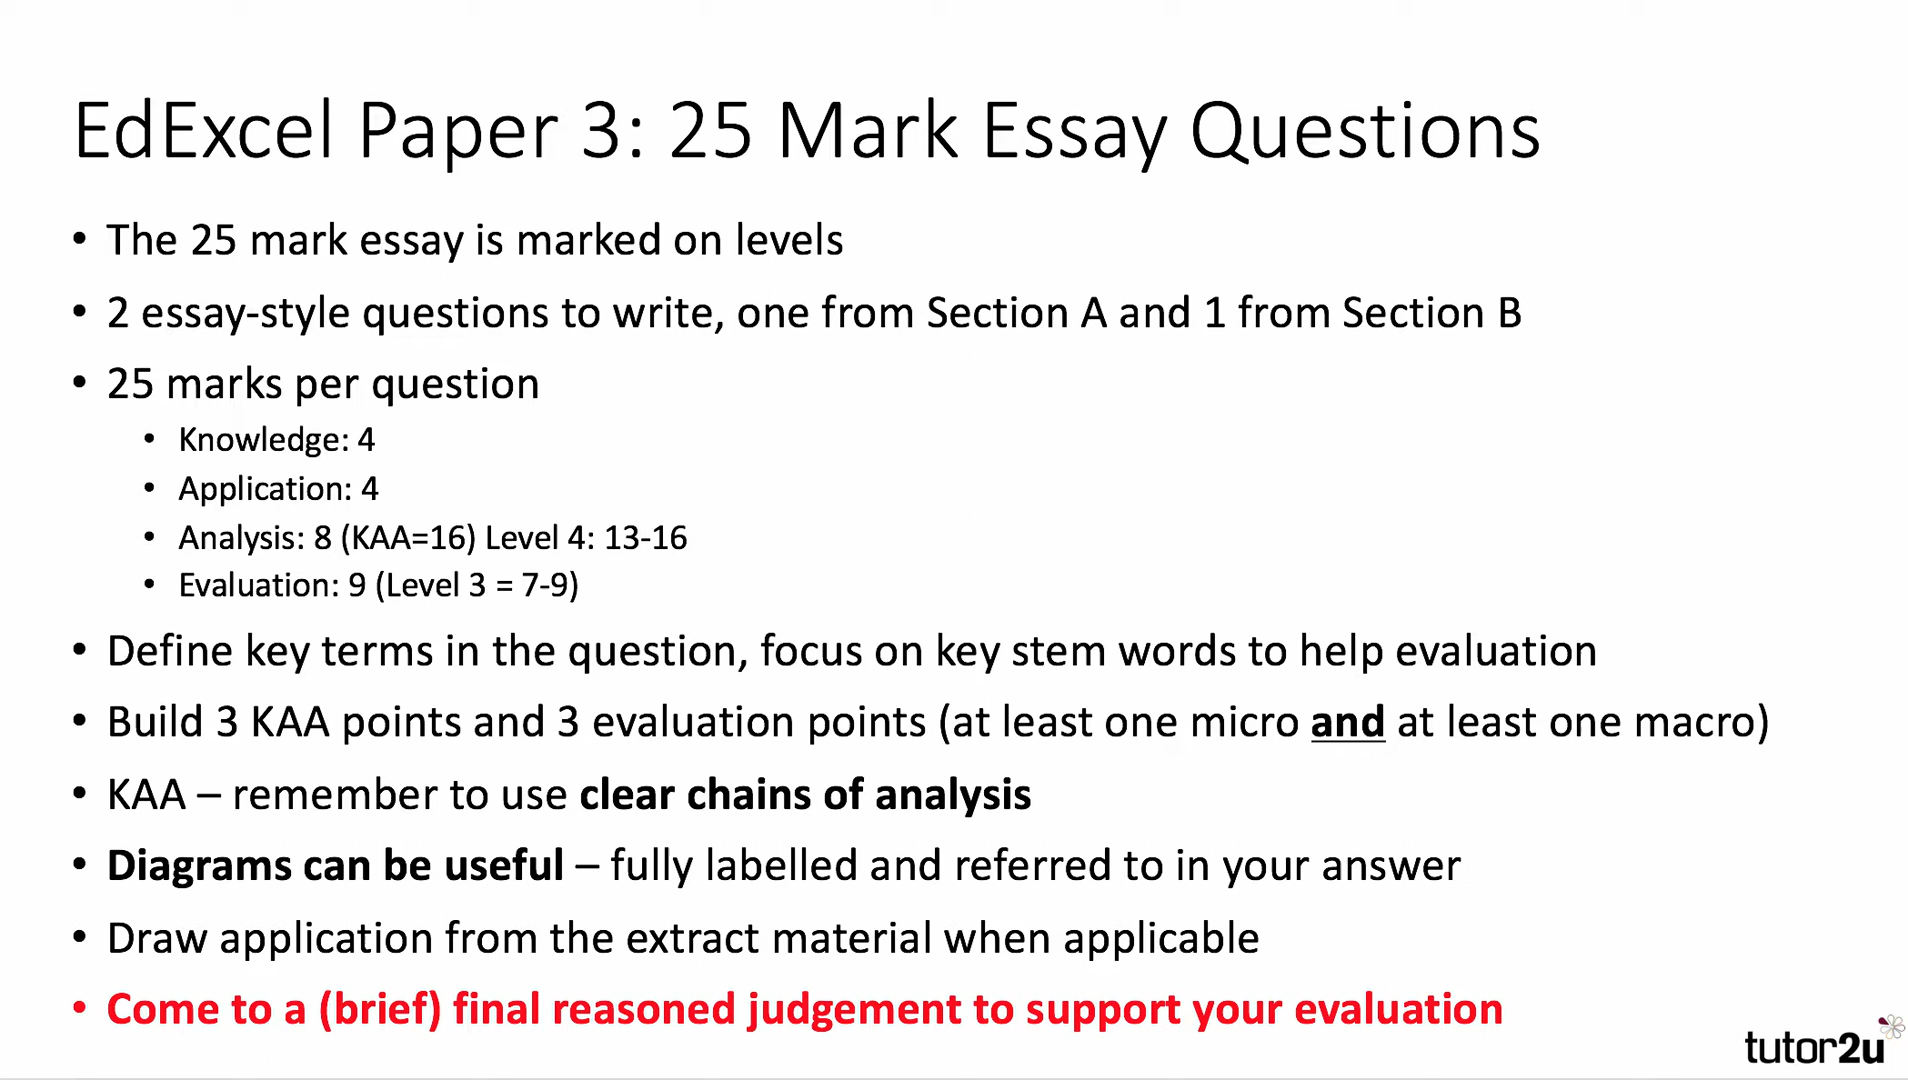 EdExcel Paper 3: 25 Mark Essay Questions
• The 25 mark essay is marked on levels
• 2 essay-style questions to write, one from Section A and 1 from Section B
• 25 marks per question
• Knowledge: 4
• Application: 4
• Analysis: 8 (KAA=16) Level 4: 13-16
• Evaluation: 9 (Level 3 = 7-9)
• Define key terms in the question, focus on key stem words to help evaluation
• Build 3 KAA points and 3 evaluation points (at least one micro and at least one macro)
• KAA – remember to use clear chains of analysis
• Diagrams can be useful – fully labelled and referred to in your answer
• Draw application from the extract material when applicable
• Come to a (brief) final reasoned judgement to support your evaluation
tutor2u